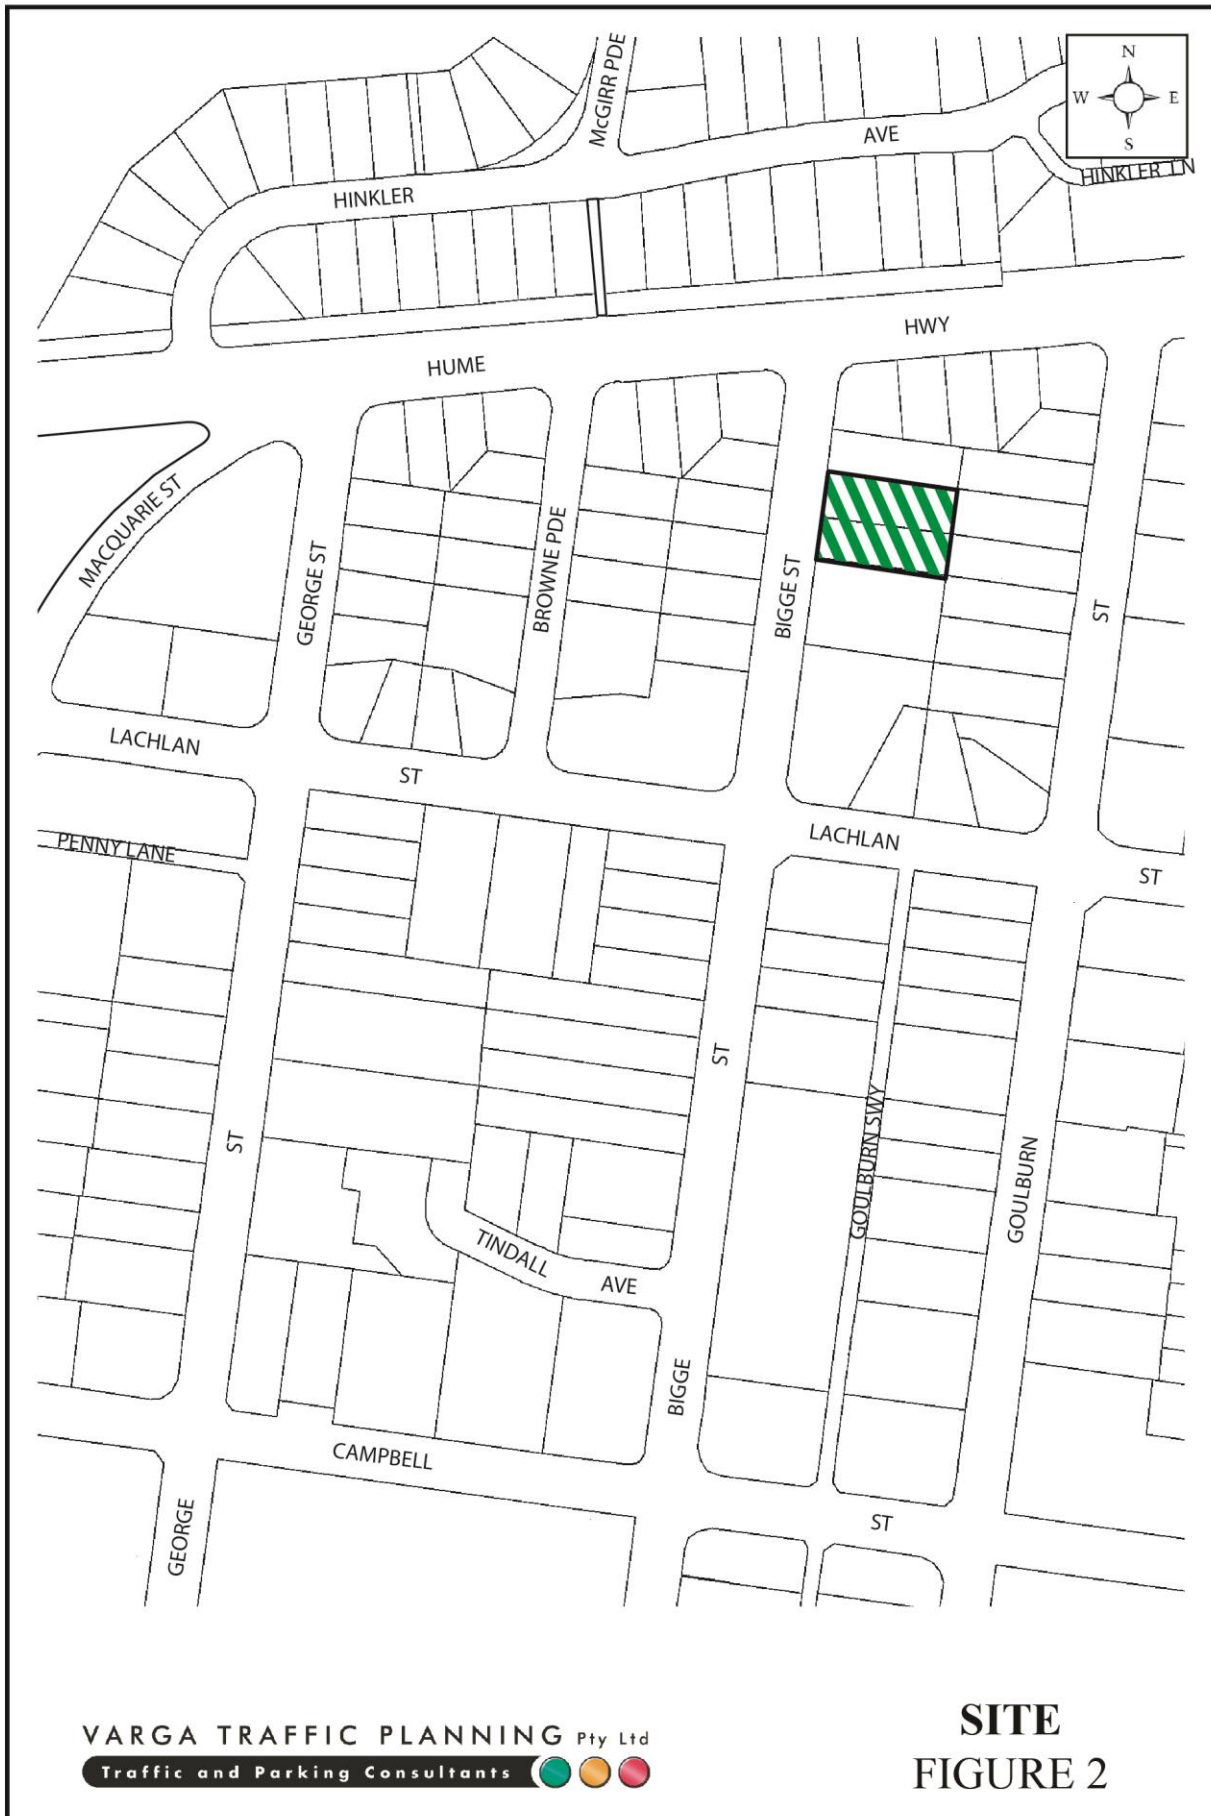 McGIRR PDE
N
W E
S
AVE
HINKLER LN
HINKLER
HWY
HUME
MACQUARIE ST
GEORGE ST
BROWNE PDE
BIGGE ST
ST
LACHLAN
ST
LACHLAN
ST
PENNY LANE
ST
ST
GOULBURN SWY
GOULBURN
TINDALL
AVE
BIGGE
CAMPBELL
ST
GEORGE
VARGA TRAFFIC PLANNING Pty Ltd
Traffic and Parking Consultants
SITE
FIGURE 2